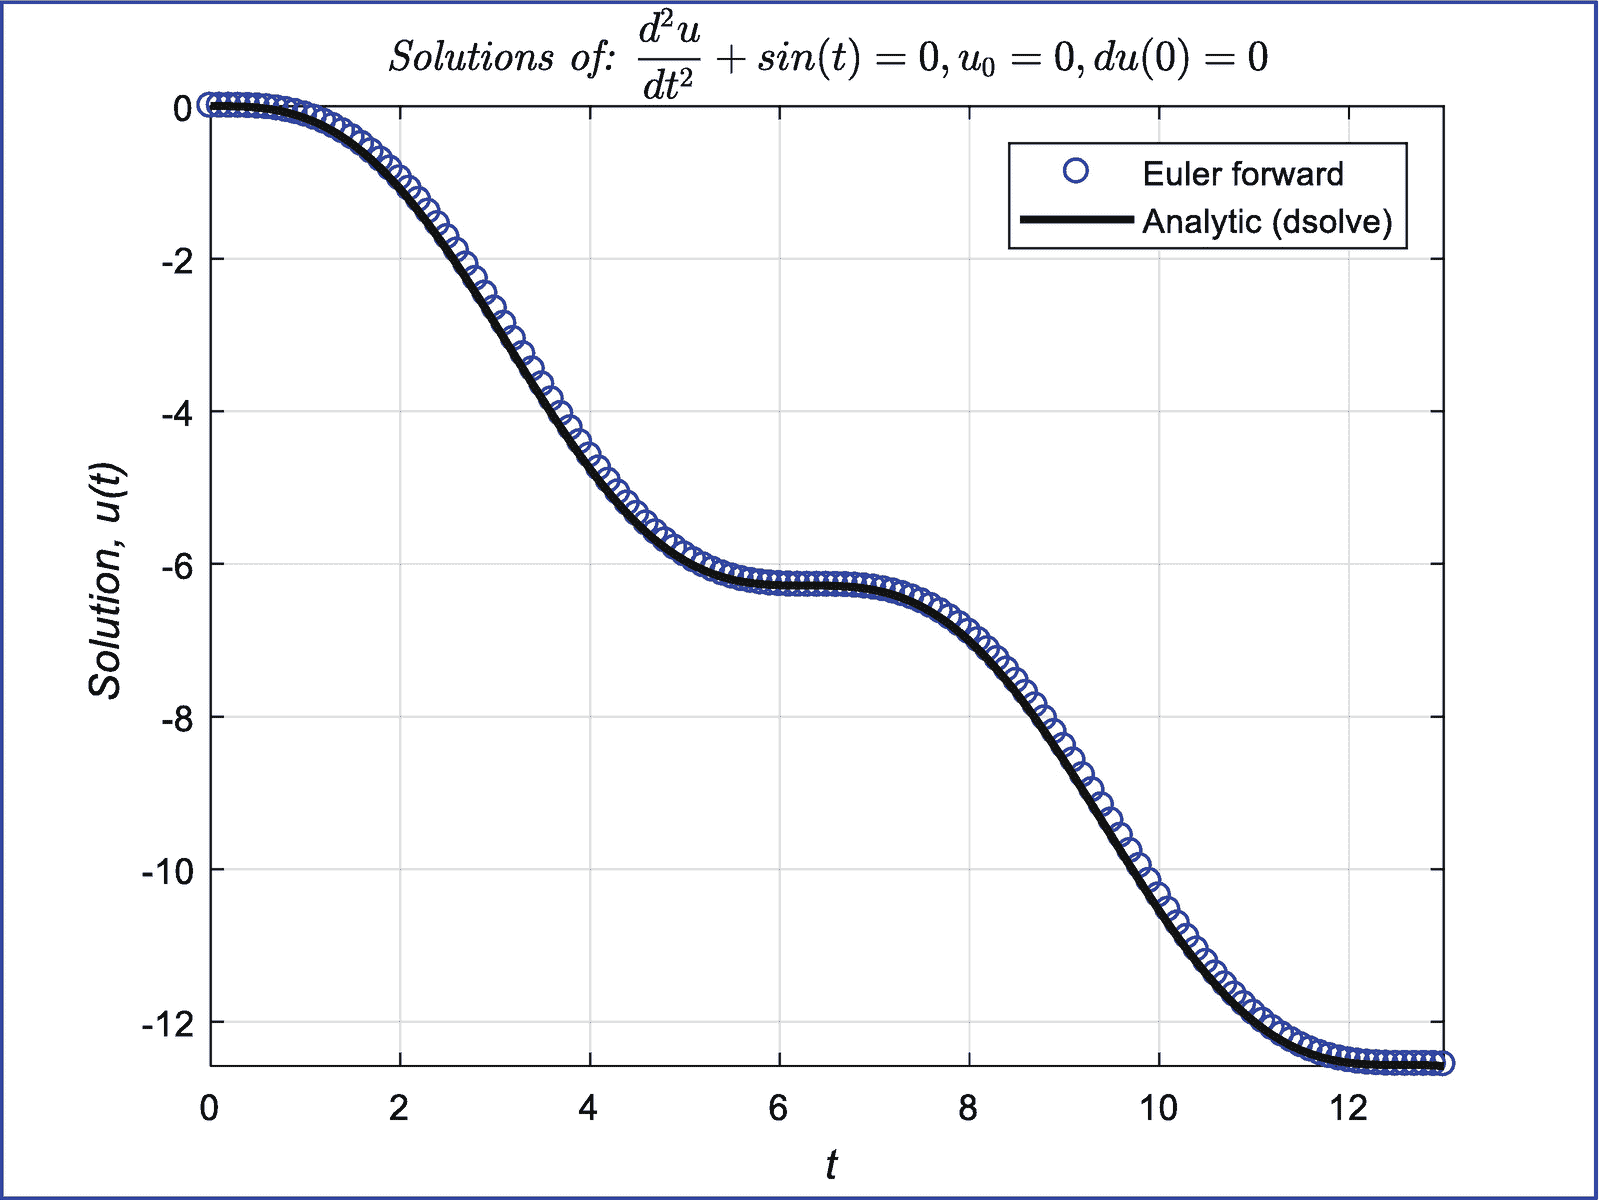 Solutions of: d²u/dt² + sin(t) = 0, u₀ = 0, du(0) = 0
Euler forward
Analytic (dsolve)
0
-2
-4
-6
-8
-10
-12
Solution, u(t)
0 2 4 6 8 10 12
t